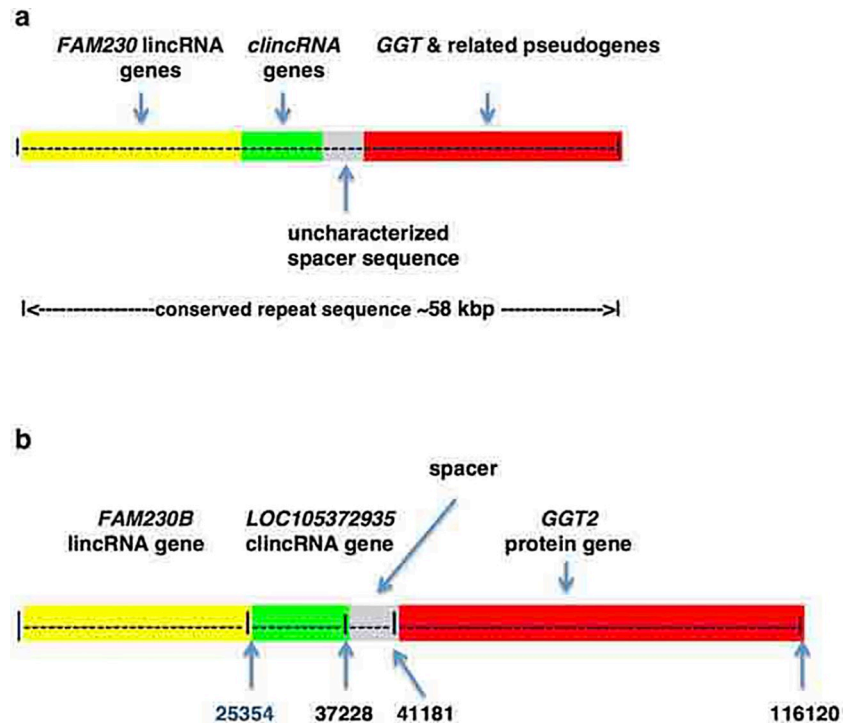 a
FAM230 lincRNA genes
clincRNA genes
GGT & related pseudogenes
uncharacterized
spacer sequence
|<-----------------conserved repeat sequence ~58 kbp ----------------->|
b
spacer
FAM230B
lincRNA gene
LOC105372935
clincRNA gene
GGT2
protein gene
25354
37228
41181
116120